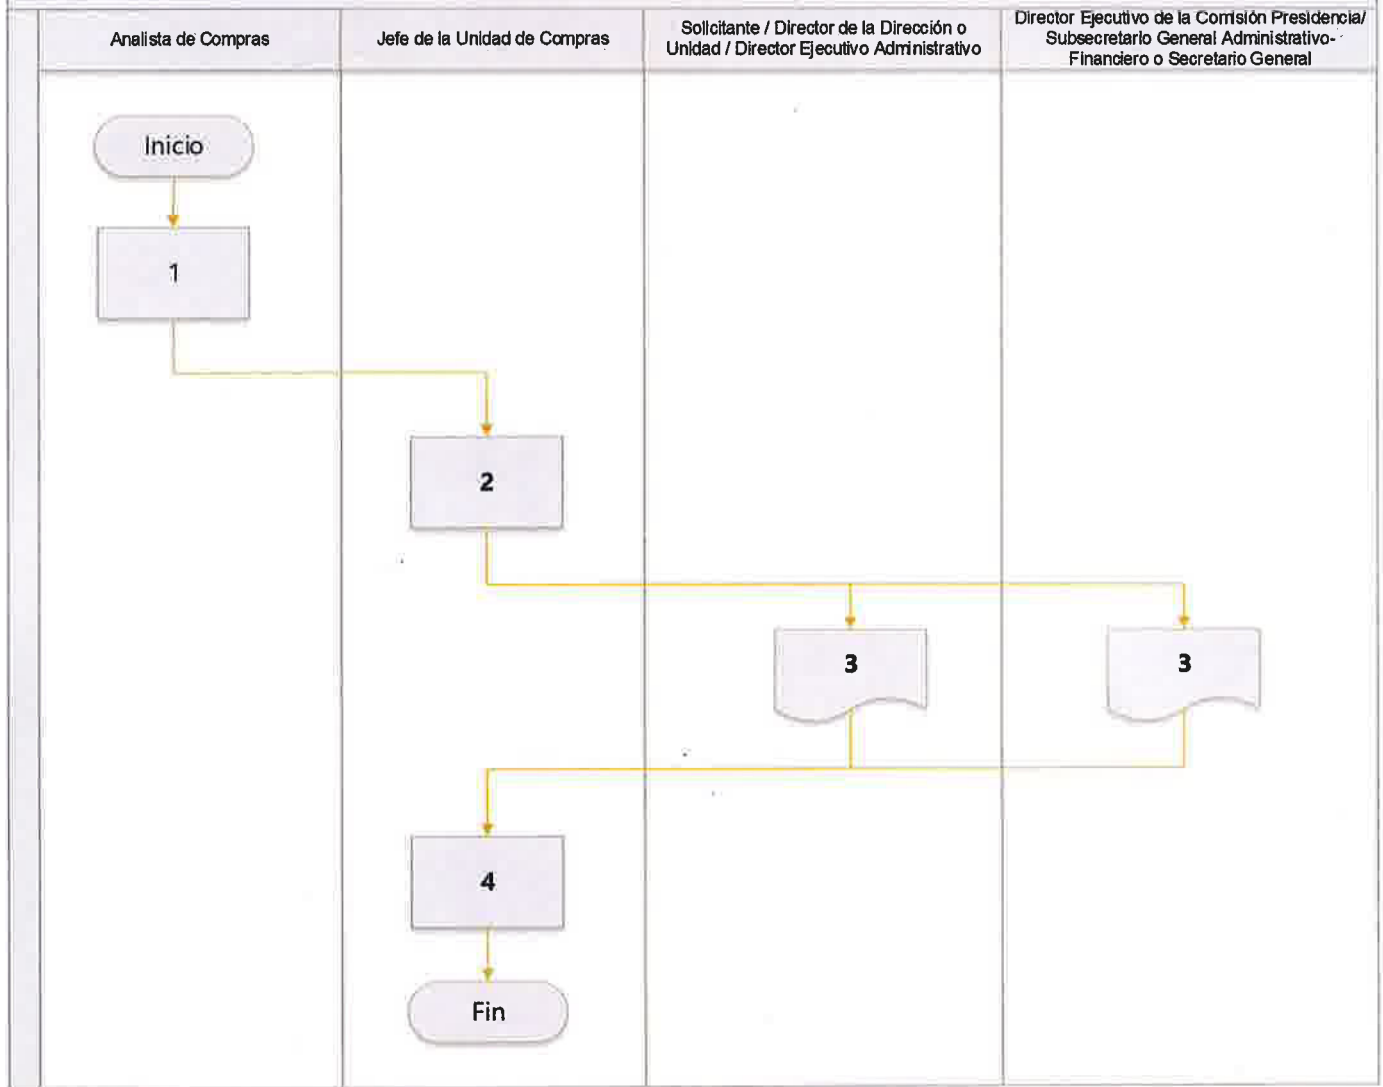 Analista de Compras
Jefe de la Unidad de Compras
Solicitante / Director de la Dirección o
Unidad / Director Ejecutivo Administrativo
Director Ejecutivo de la Comisión Presidencia/
Subsecretario General Administrativo-
Financiero o Secretario General
Inicio
1
2
3
3
4
Fin